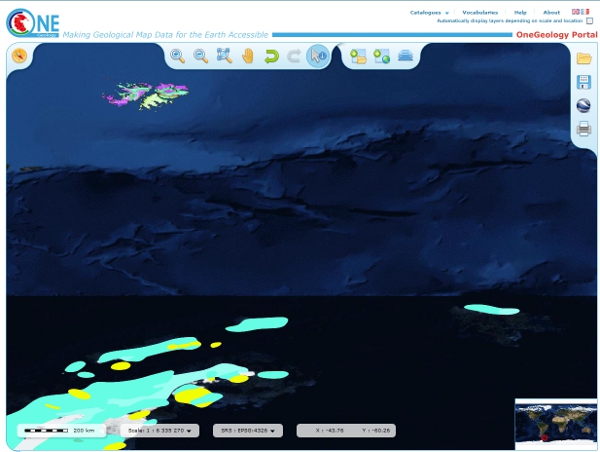 Catalogues Vocabularies Help About
Automatically display layers depending on scale and location
ONE
Making Geological Map Data for the Earth Accessible
OneGeology Portal
200 km
Scale: 1 : 6 335 270
SRS : EPSG:4326
X : -43.76 Y : -60.26